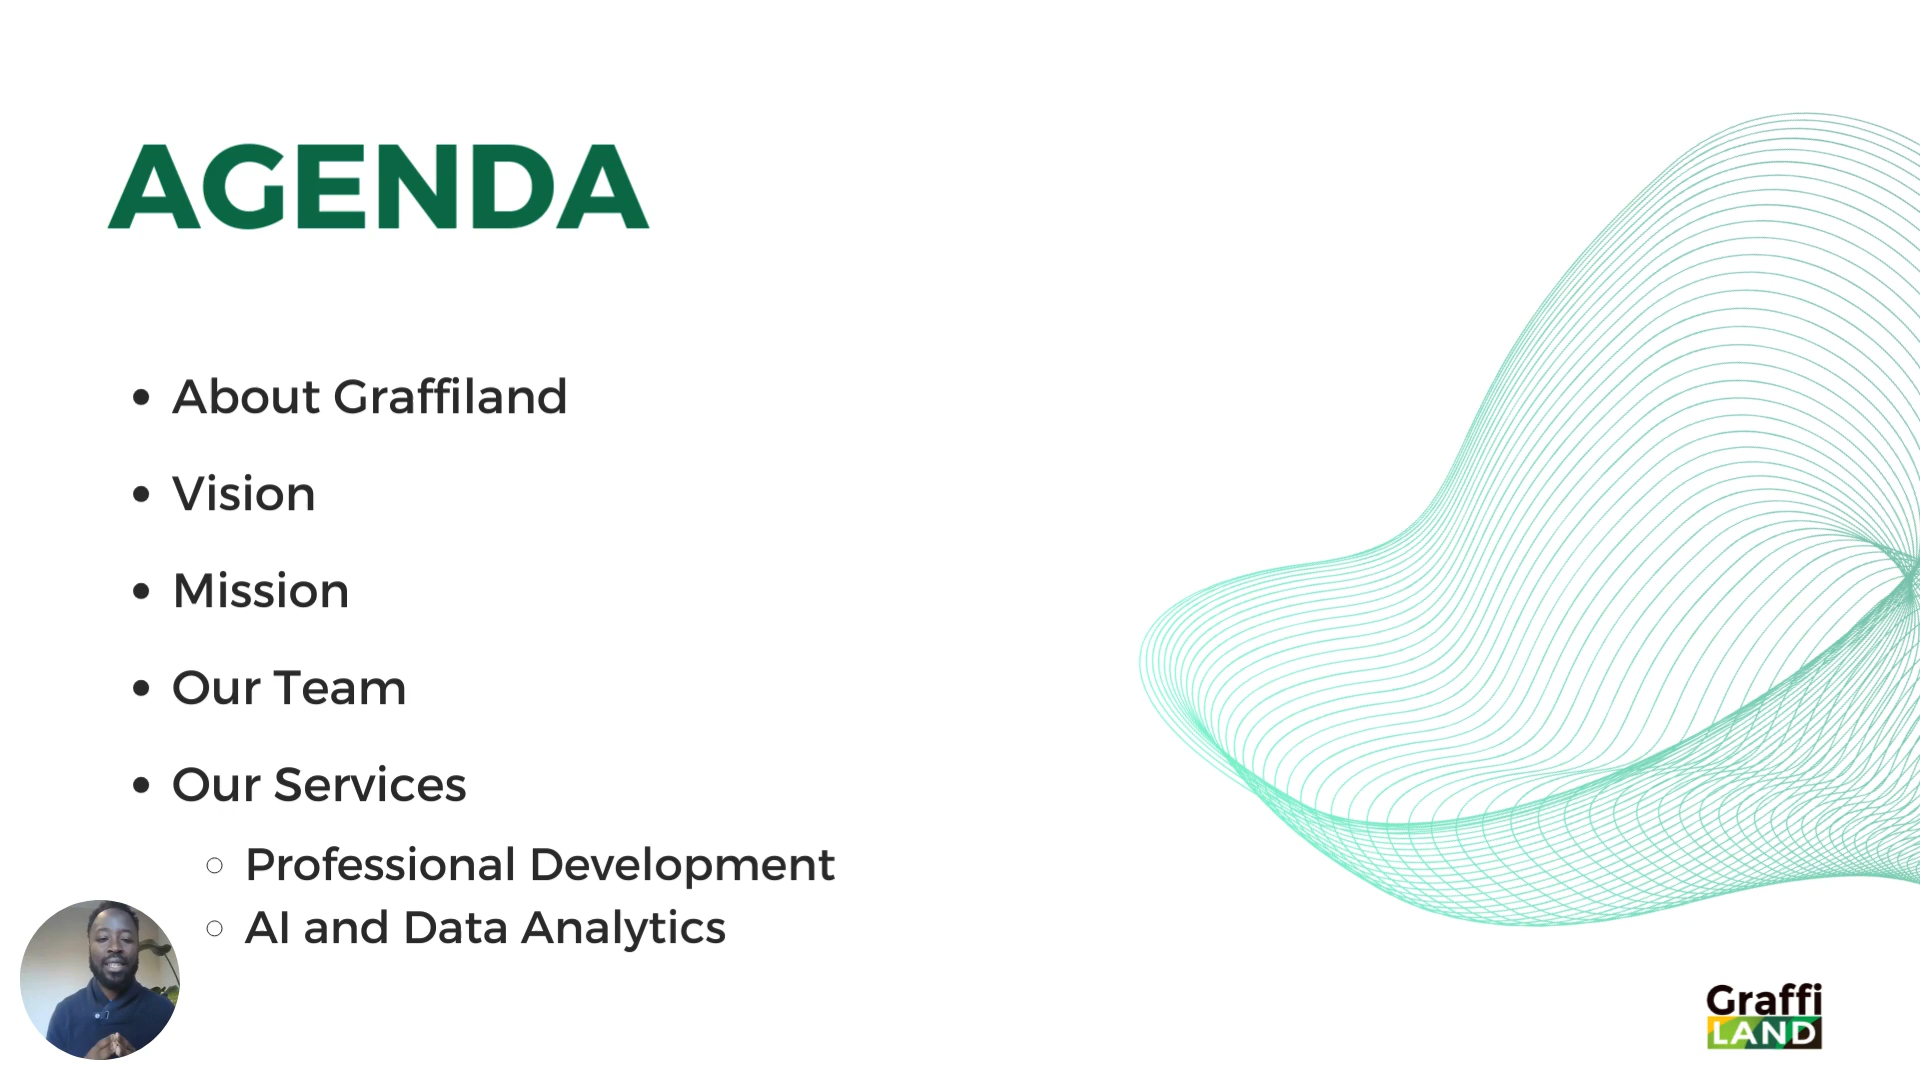 AGENDA
About Graffiland
Vision
Mission
Our Team
Our Services
Professional Development
AI and Data Analytics
Graffi
LAND